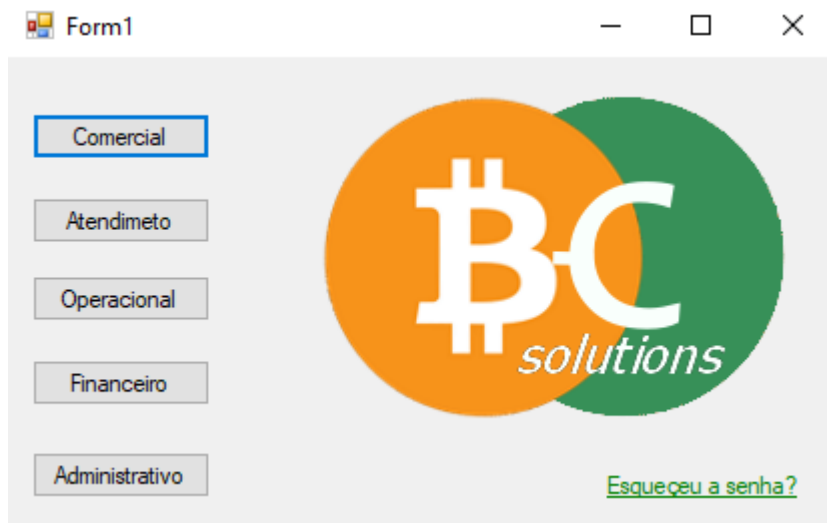 Form1
Comercial
Atendimeto
Operacional
Financeiro
Administrativo
BC
solutions
Esqueçeu a senha?